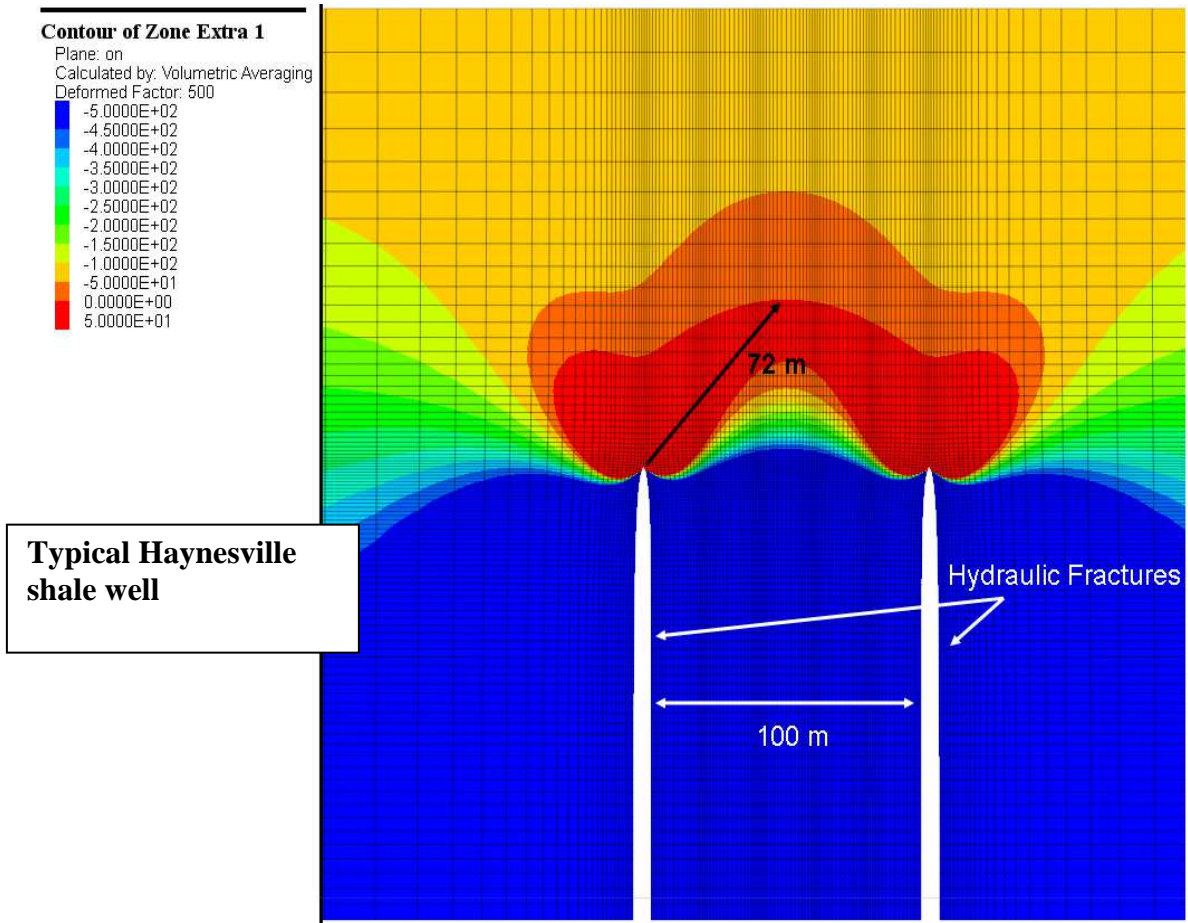 Contour of Zone Extra 1
Plane: on
Calculated by: Volumetric Averaging
Deformed Factor: 500
-5.0000E+02
-4.5000E+02
-4.0000E+02
-3.5000E+02
-3.0000E+02
-2.5000E+02
-2.0000E+02
-1.5000E+02
-1.0000E+02
-5.0000E+01
0.0000E+00
5.0000E+01
72 m
Typical Haynesville
shale well
Hydraulic Fractures
100 m